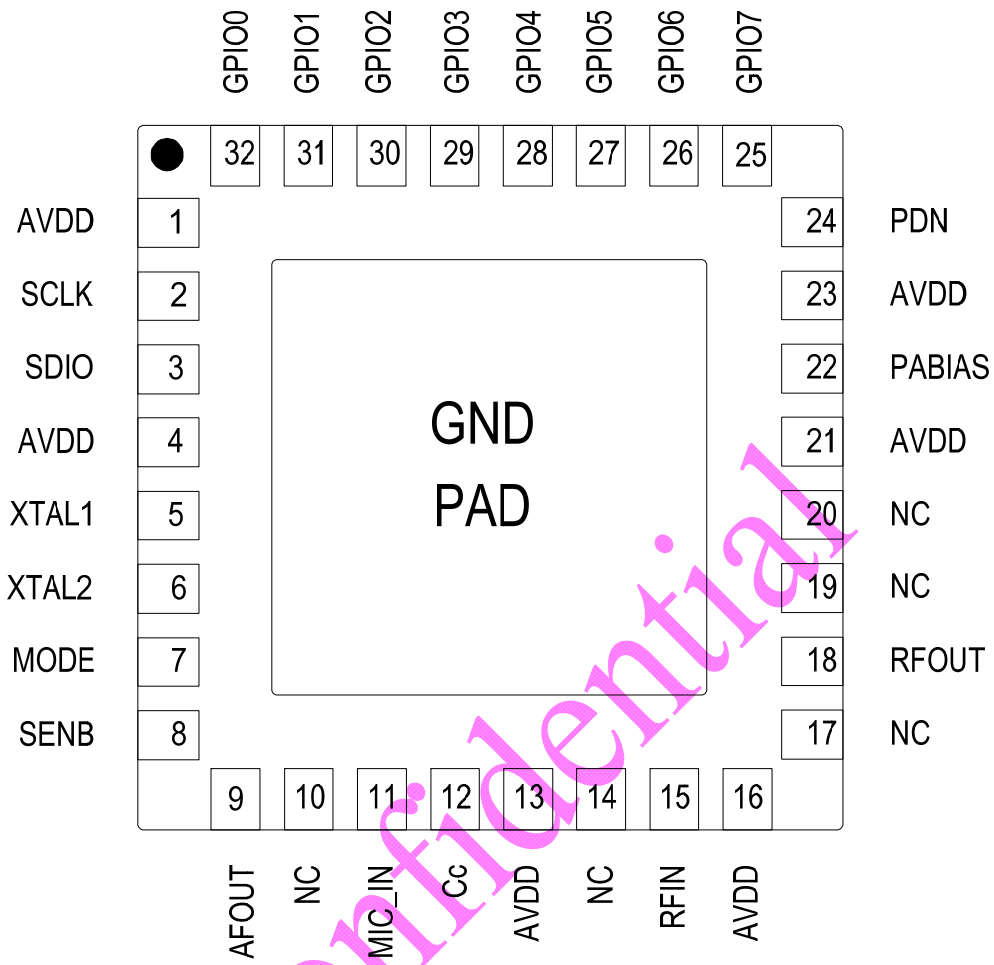 GPIO0 GPIO1 GPIO2 GPIO3 GPIO4 GPIO5 GPIO6 GPIO7
32 31 30 29 28 27 26 25
AVDD 1 24 PDN
SCLK 2 23 AVDD
SDIO 3 22 PABIAS
AVDD 4 21 AVDD
XTAL1 5 20 NC
XTAL2 6 19 NC
MODE 7 18 RFOUT
SENB 8 17 NC
GND
PAD
9 10 11 12 13 14 15 16
AFOUT NC MIC_IN Cc AVDD NC RFIN AVDD
onfidential